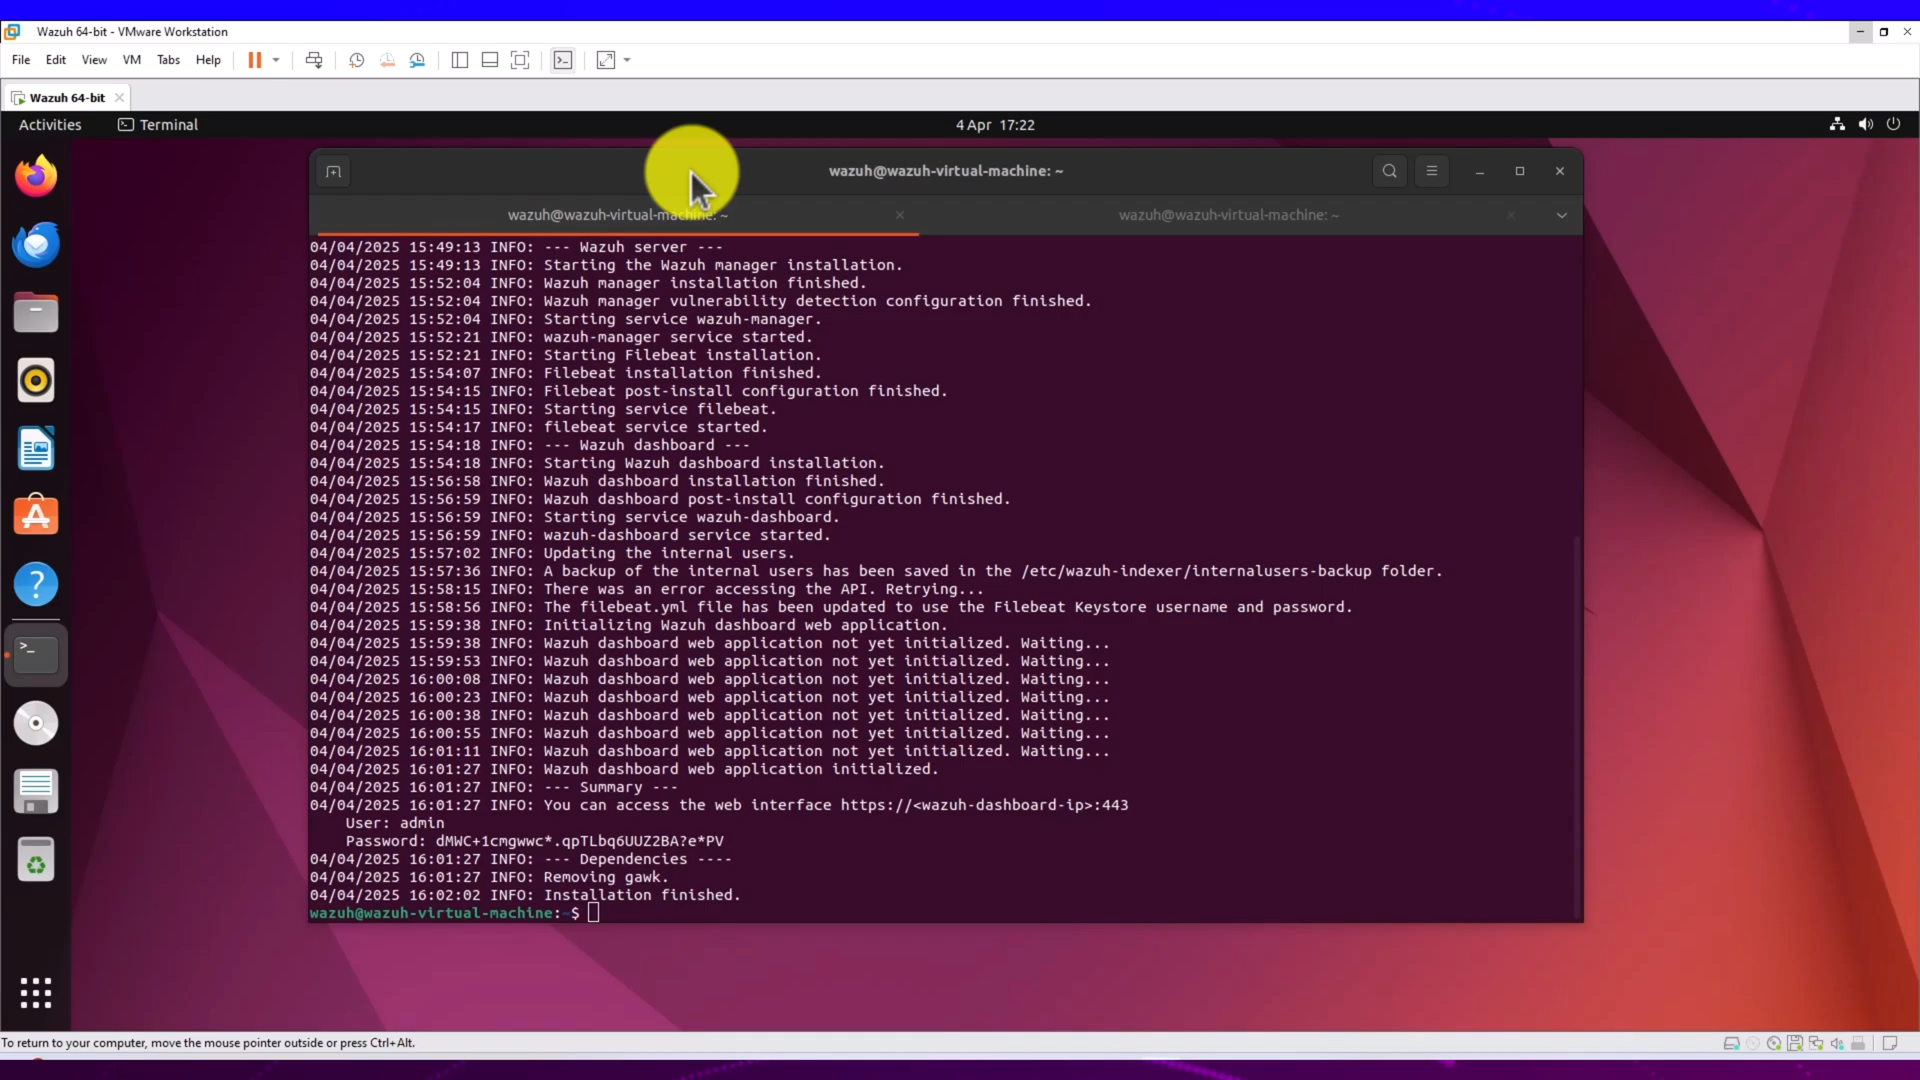 Wazuh 64-bit - VMware Workstation
File Edit View VM Tabs Help
Wazuh 64-bit
Activities Terminal 4 Apr 17:22
wazuh@wazuh-virtual-machine: ~
wazuh@wazuh-virtual-machine: ~ wazuh@wazuh-virtual-machine: ~
04/04/2025 15:49:13 INFO: --- Wazuh server ---
04/04/2025 15:49:13 INFO: Starting the Wazuh manager installation.
04/04/2025 15:52:04 INFO: Wazuh manager installation finished.
04/04/2025 15:52:04 INFO: Wazuh manager vulnerability detection configuration finished.
04/04/2025 15:52:04 INFO: Starting service wazuh-manager.
04/04/2025 15:52:21 INFO: wazuh-manager service started.
04/04/2025 15:52:21 INFO: Starting Filebeat installation.
04/04/2025 15:54:07 INFO: Filebeat installation finished.
04/04/2025 15:54:15 INFO: Filebeat post-install configuration finished.
04/04/2025 15:54:15 INFO: Starting service filebeat.
04/04/2025 15:54:17 INFO: filebeat service started.
04/04/2025 15:54:18 INFO: --- Wazuh dashboard ---
04/04/2025 15:54:18 INFO: Starting Wazuh dashboard installation.
04/04/2025 15:56:58 INFO: Wazuh dashboard installation finished.
04/04/2025 15:56:59 INFO: Wazuh dashboard post-install configuration finished.
04/04/2025 15:56:59 INFO: Starting service wazuh-dashboard.
04/04/2025 15:56:59 INFO: wazuh-dashboard service started.
04/04/2025 15:57:02 INFO: Updating the internal users.
04/04/2025 15:57:36 INFO: A backup of the internal users has been saved in the /etc/wazuh-indexer/internalusers-backup folder.
04/04/2025 15:58:15 INFO: There was an error accessing the API. Retrying...
04/04/2025 15:58:56 INFO: The filebeat.yml file has been updated to use the Filebeat Keystore username and password.
04/04/2025 15:59:38 INFO: Initializing Wazuh dashboard web application.
04/04/2025 15:59:38 INFO: Wazuh dashboard web application not yet initialized. Waiting...
04/04/2025 15:59:53 INFO: Wazuh dashboard web application not yet initialized. Waiting...
04/04/2025 16:00:08 INFO: Wazuh dashboard web application not yet initialized. Waiting...
04/04/2025 16:00:23 INFO: Wazuh dashboard web application not yet initialized. Waiting...
04/04/2025 16:00:38 INFO: Wazuh dashboard web application not yet initialized. Waiting...
04/04/2025 16:00:55 INFO: Wazuh dashboard web application not yet initialized. Waiting...
04/04/2025 16:01:11 INFO: Wazuh dashboard web application not yet initialized. Waiting...
04/04/2025 16:01:27 INFO: Wazuh dashboard web application initialized.
04/04/2025 16:01:27 INFO: --- Summary ---
04/04/2025 16:01:27 INFO: You can access the web interface https://<wazuh-dashboard-ip>:443
User: admin
Password: dMWC+1cmgwwc*.qpTLbq6UUZ2BA?e*PV
04/04/2025 16:01:27 INFO: --- Dependencies ----
04/04/2025 16:01:27 INFO: Removing gawk.
04/04/2025 16:02:02 INFO: Installation finished.
wazuh@wazuh-virtual-machine:~$
To return to your computer, move the mouse pointer outside or press Ctrl+Alt.